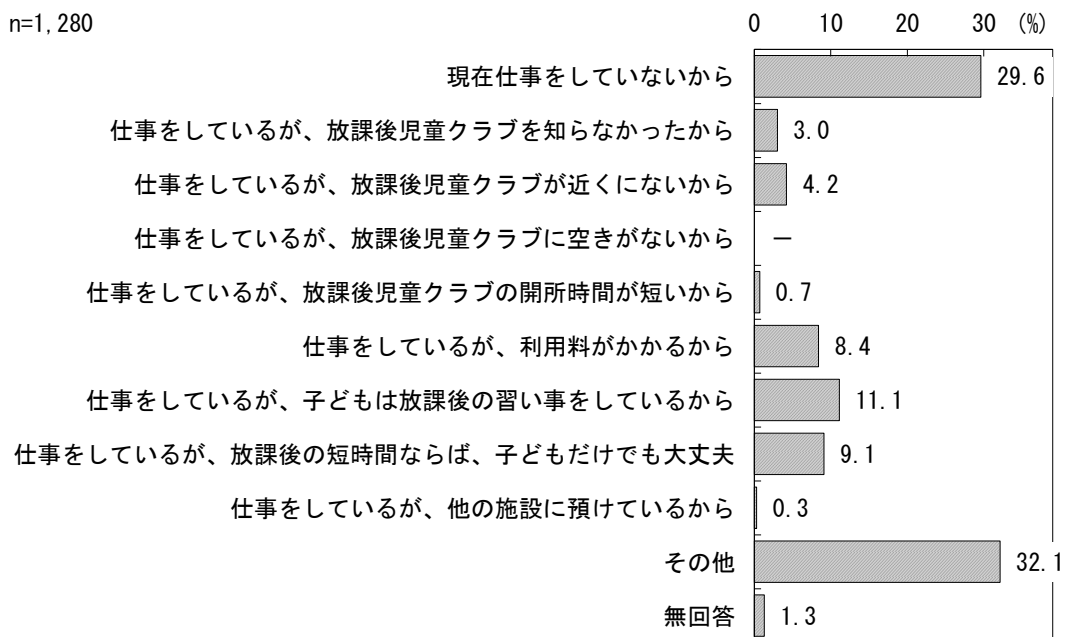 n=1,280
0 10 20 30 (%)
現在仕事をしていないから 29.6
仕事をしているが、放課後児童クラブを知らなかったから 3.0
仕事をしているが、放課後児童クラブが近くにないから 4.2
仕事をしているが、放課後児童クラブに空きがないから －
仕事をしているが、放課後児童クラブの開所時間が短いから 0.7
仕事をしているが、利用料がかかるから 8.4
仕事をしているが、子どもは放課後の習い事をしているから 11.1
仕事をしているが、放課後の短時間ならば、子どもだけでも大丈夫 9.1
仕事をしているが、他の施設に預けているから 0.3
その他 32.1
無回答 1.3